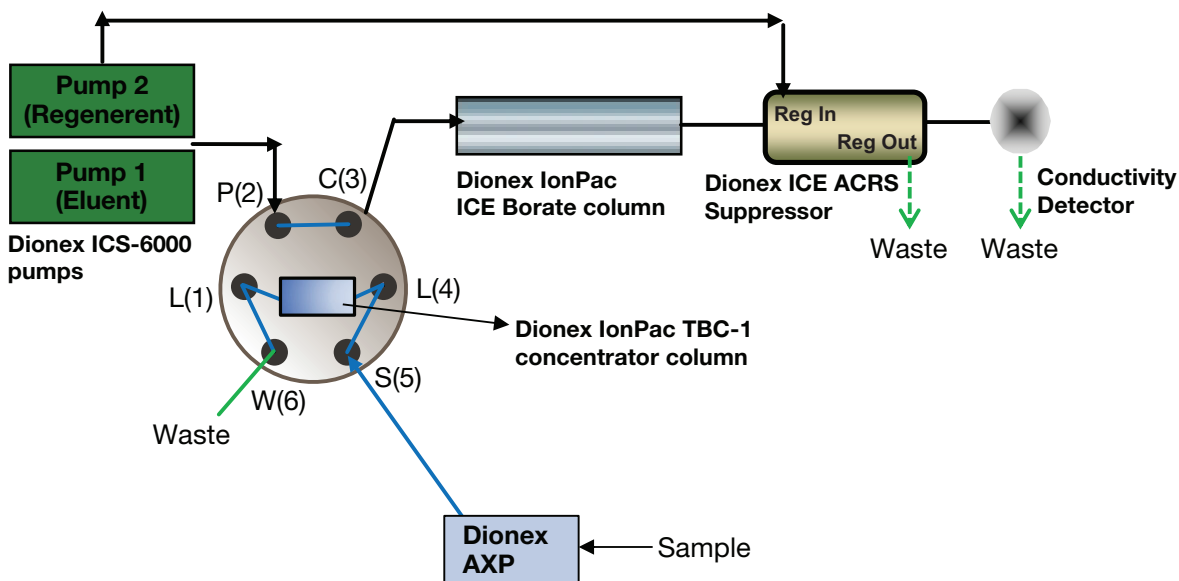 Pump 2
(Regenerent)
Pump 1
(Eluent)
Dionex ICS-6000
pumps
P(2)
C(3)
L(1)
L(4)
W(6)
S(5)
Waste
Dionex IonPac
ICE Borate column
Reg In
Reg Out
Dionex ICE ACRS
Suppressor
Conductivity
Detector
Waste
Waste
Dionex IonPac TBC-1
concentrator column
Dionex
AXP
Sample